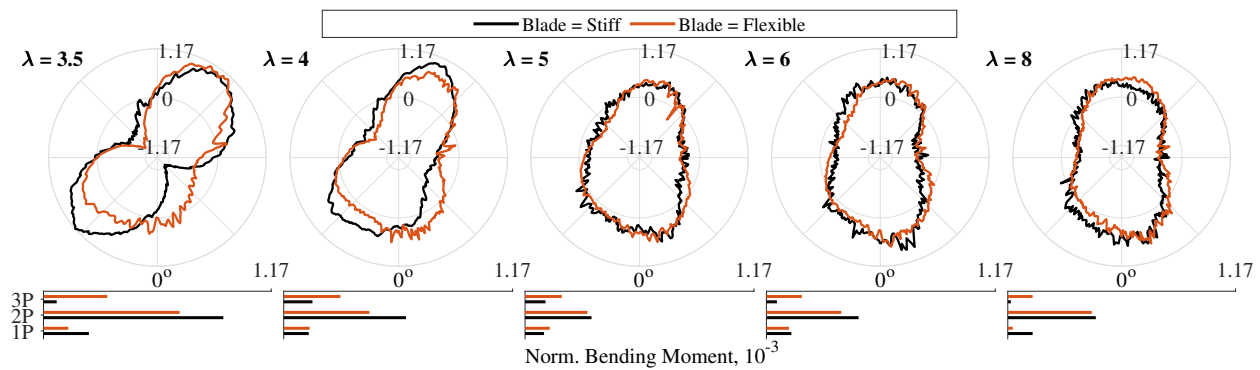 Blade = Stiff Blade = Flexible
λ = 3.5 1.17 0 -1.17 0° 1.17
λ = 4 1.17 0 -1.17 0° 1.17
λ = 5 1.17 0 -1.17 0° 1.17
λ = 6 1.17 0 -1.17 0° 1.17
λ = 8 1.17 0 -1.17 0° 1.17
3P
2P
1P
Norm. Bending Moment, 10⁻³